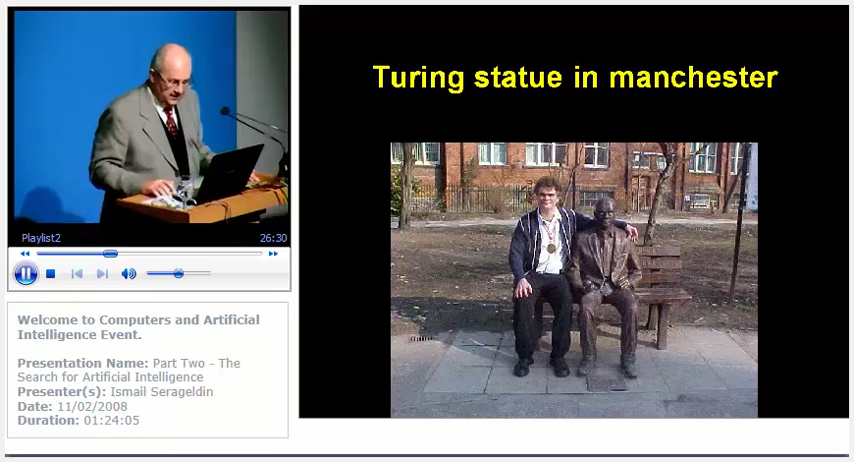 Turing statue in manchester
Playlist2
26:30
Welcome to Computers and Artificial
Intelligence Event.
Presentation Name: Part Two - The
Search for Artificial Intelligence
Presenter(s): Ismail Serageldin
Date: 11/02/2008
Duration: 01:24:05